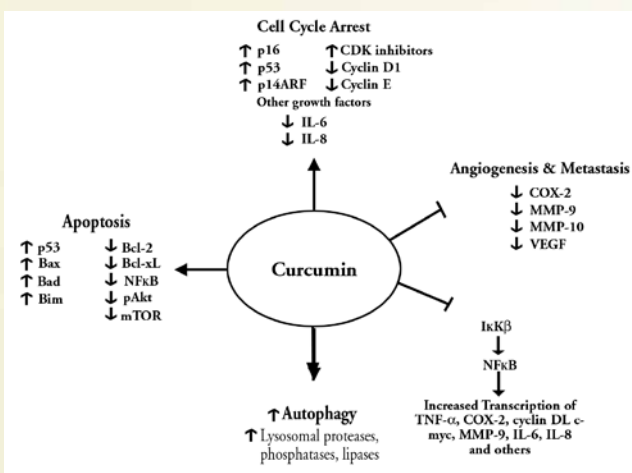 Cell Cycle Arrest
↑ p16 ↑ CDK inhibitors
↑ p53 ↓ Cyclin D1
↑ p14ARF ↓ Cyclin E
Other growth factors
↓ IL-6
↓ IL-8
Angiogenesis & Metastasis
↓ COX-2
↓ MMP-9
↓ MMP-10
↓ VEGF
Apoptosis
↑ p53 ↓ Bcl-2
↑ Bax ↓ Bcl-xL
↑ Bad ↓ NFκB
↑ Bim ↓ pAkt
↓ mTOR
Curcumin
IκKβ
↓
NFκB
↓
Increased Transcription of
TNF-α, COX-2, cyclin DL c-
myc, MMP-9, IL-6, IL-8
and others
↑ Autophagy
↑ Lysosomal proteases,
phosphatases, lipases